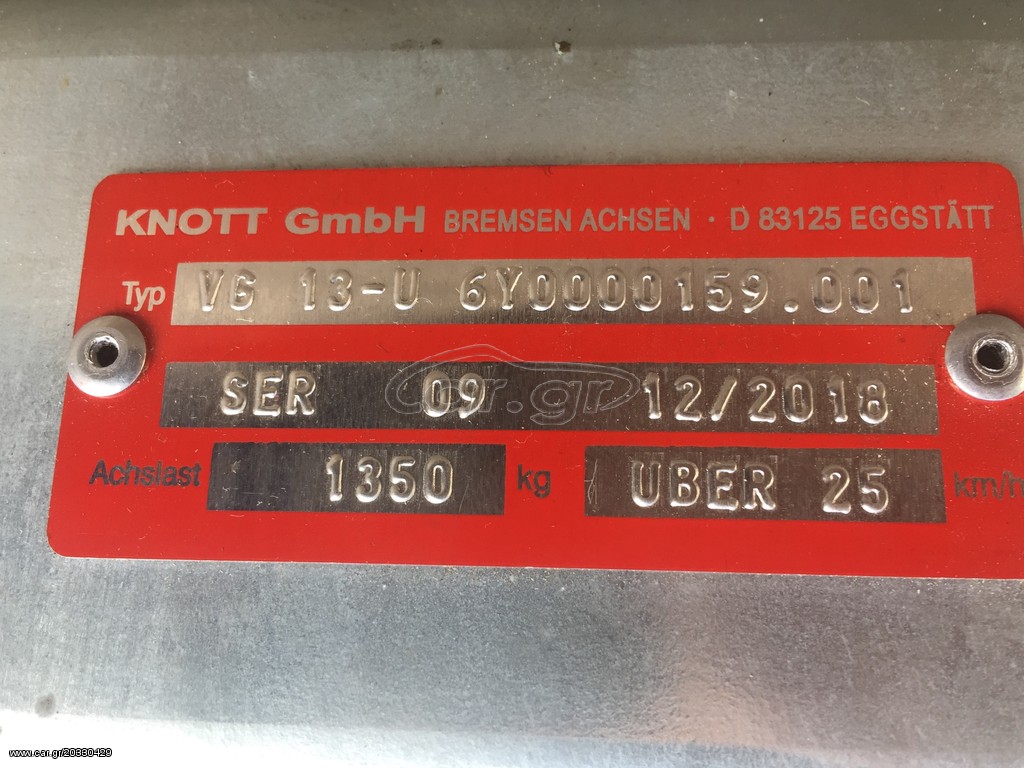 KNOTT GmbH BREMSEN ACHSEN · D 83125 EGGSTÄTT
Typ VG 13-U 6Y0000159.001
SER 09 12/2018
Achslast 1350 kg UBER 25 km/h
car.gr
www.car.gr/20330429